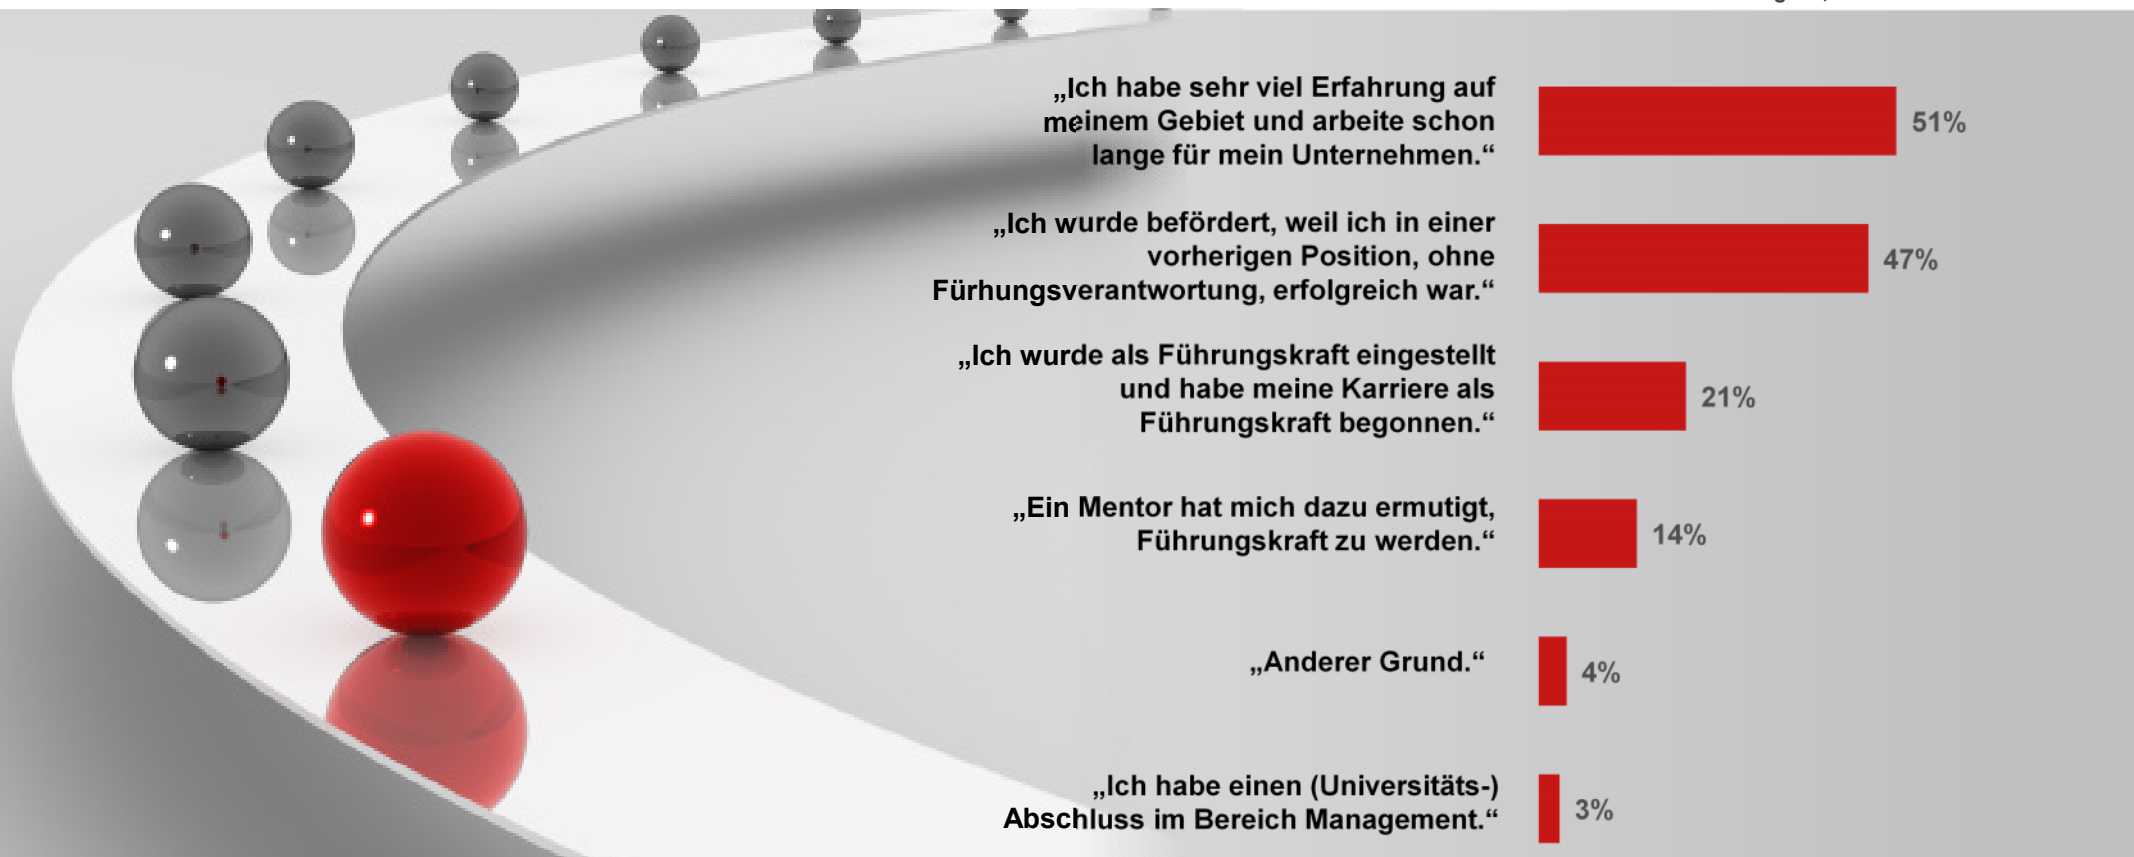 „Ich habe sehr viel Erfahrung auf
meinem Gebiet und arbeite schon
lange für mein Unternehmen.“
51%
„Ich wurde befördert, weil ich in einer
vorherigen Position, ohne
Fürhungsverantwortung, erfolgreich war.“
47%
„Ich wurde als Führungskraft eingestellt
und habe meine Karriere als
Führungskraft begonnen.“
21%
„Ein Mentor hat mich dazu ermutigt,
Führungskraft zu werden.“
14%
„Anderer Grund.“
4%
„Ich habe einen (Universitäts-)
Abschluss im Bereich Management.“
3%